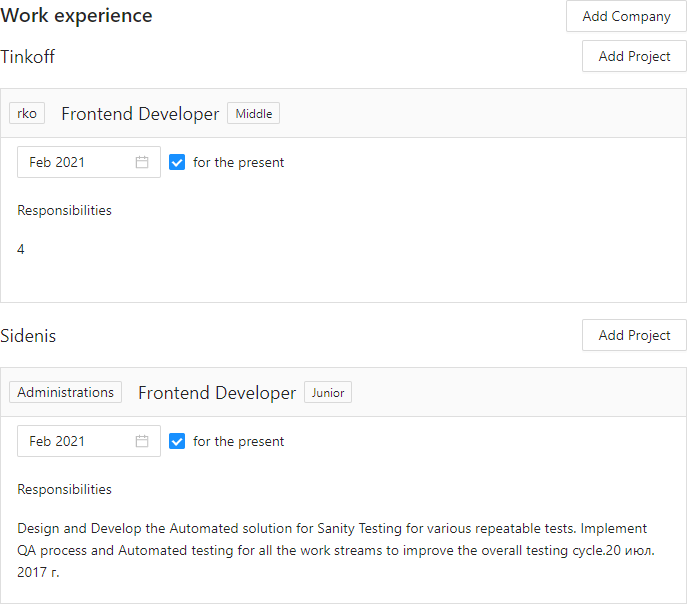 Work experience Add Company
Tinkoff Add Project
rko Frontend Developer Middle
Feb 2021 for the present
Responsibilities
4
Sidenis Add Project
Administrations Frontend Developer Junior
Feb 2021 for the present
Responsibilities
Design and Develop the Automated solution for Sanity Testing for various repeatable tests. Implement
QA process and Automated testing for all the work streams to improve the overall testing cycle.20 июл.
2017 г.